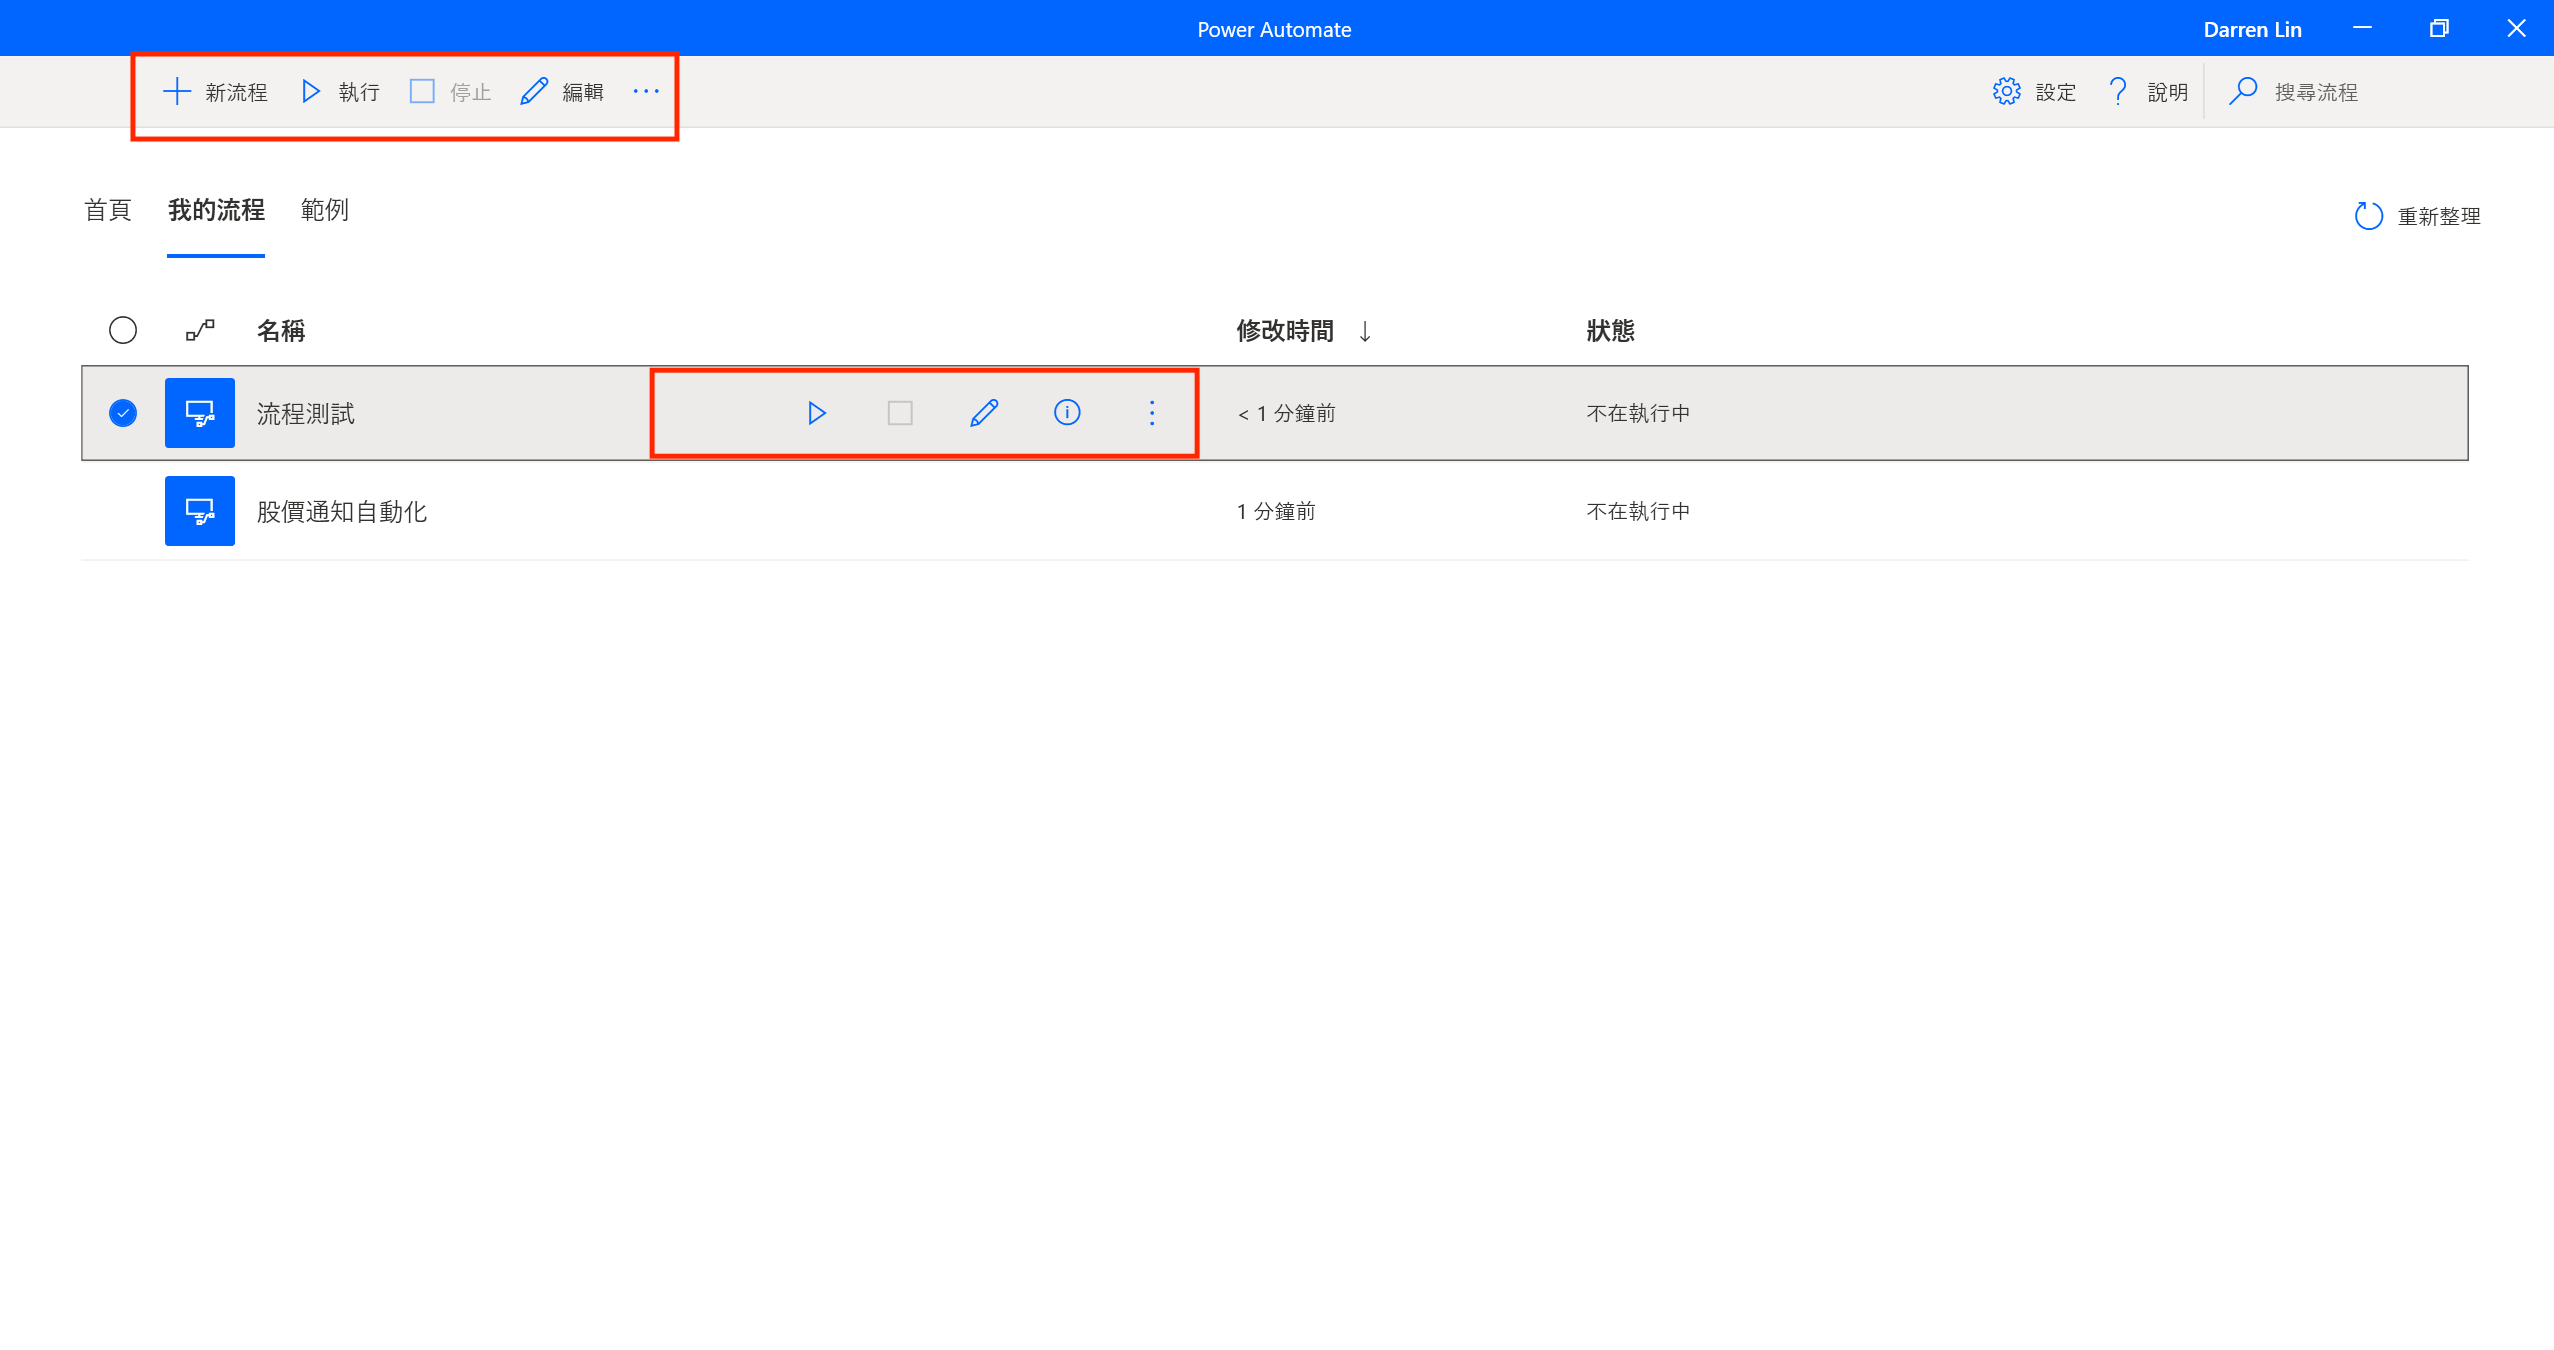 Power Automate
Darren Lin
新流程 執行 停止 編輯 設定 說明 搜尋流程
首頁 我的流程 範例 重新整理
名稱 修改時間 狀態
流程測試 < 1 分鐘前 不在執行中
股價通知自動化 1 分鐘前 不在執行中